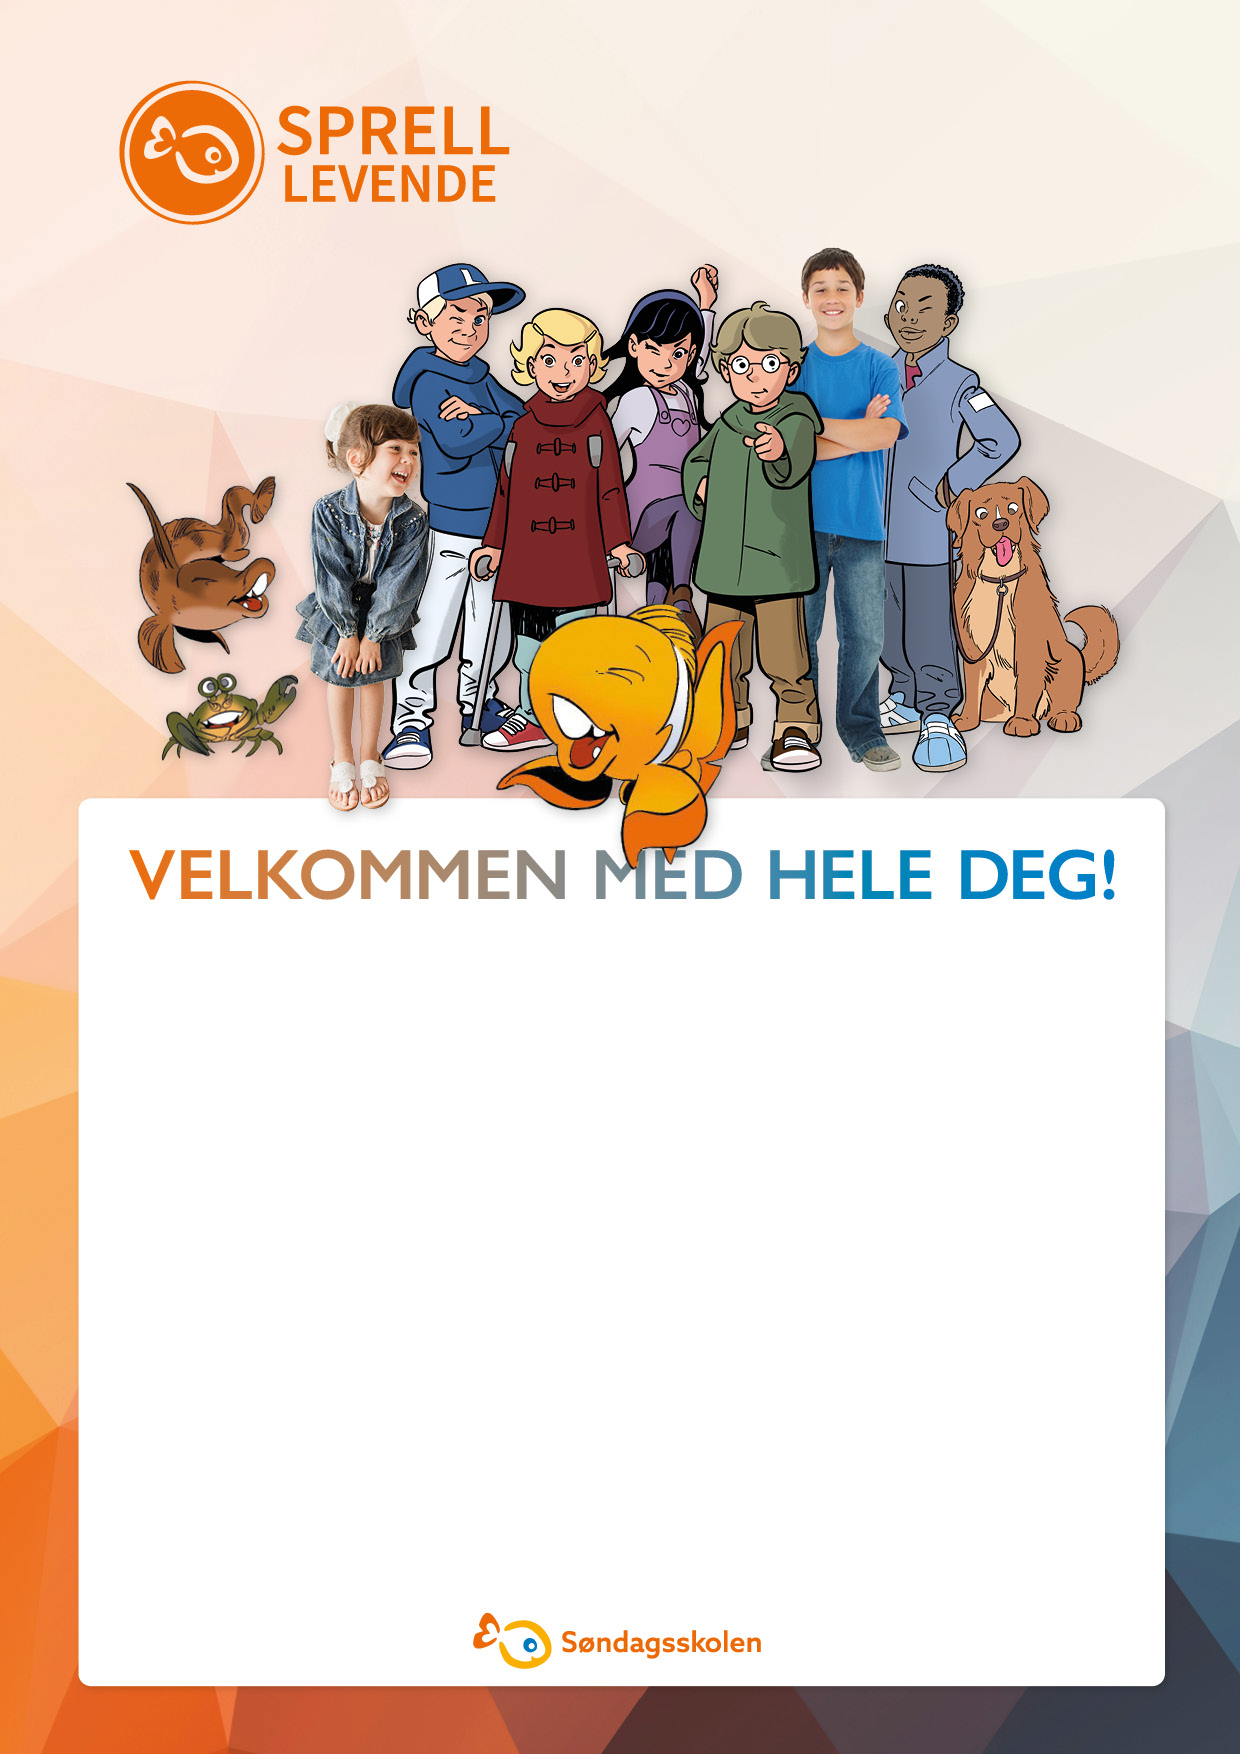 SPRELL
LEVENDE
L
VELKOMMEN MED HELE DEG!
Søndagsskolen